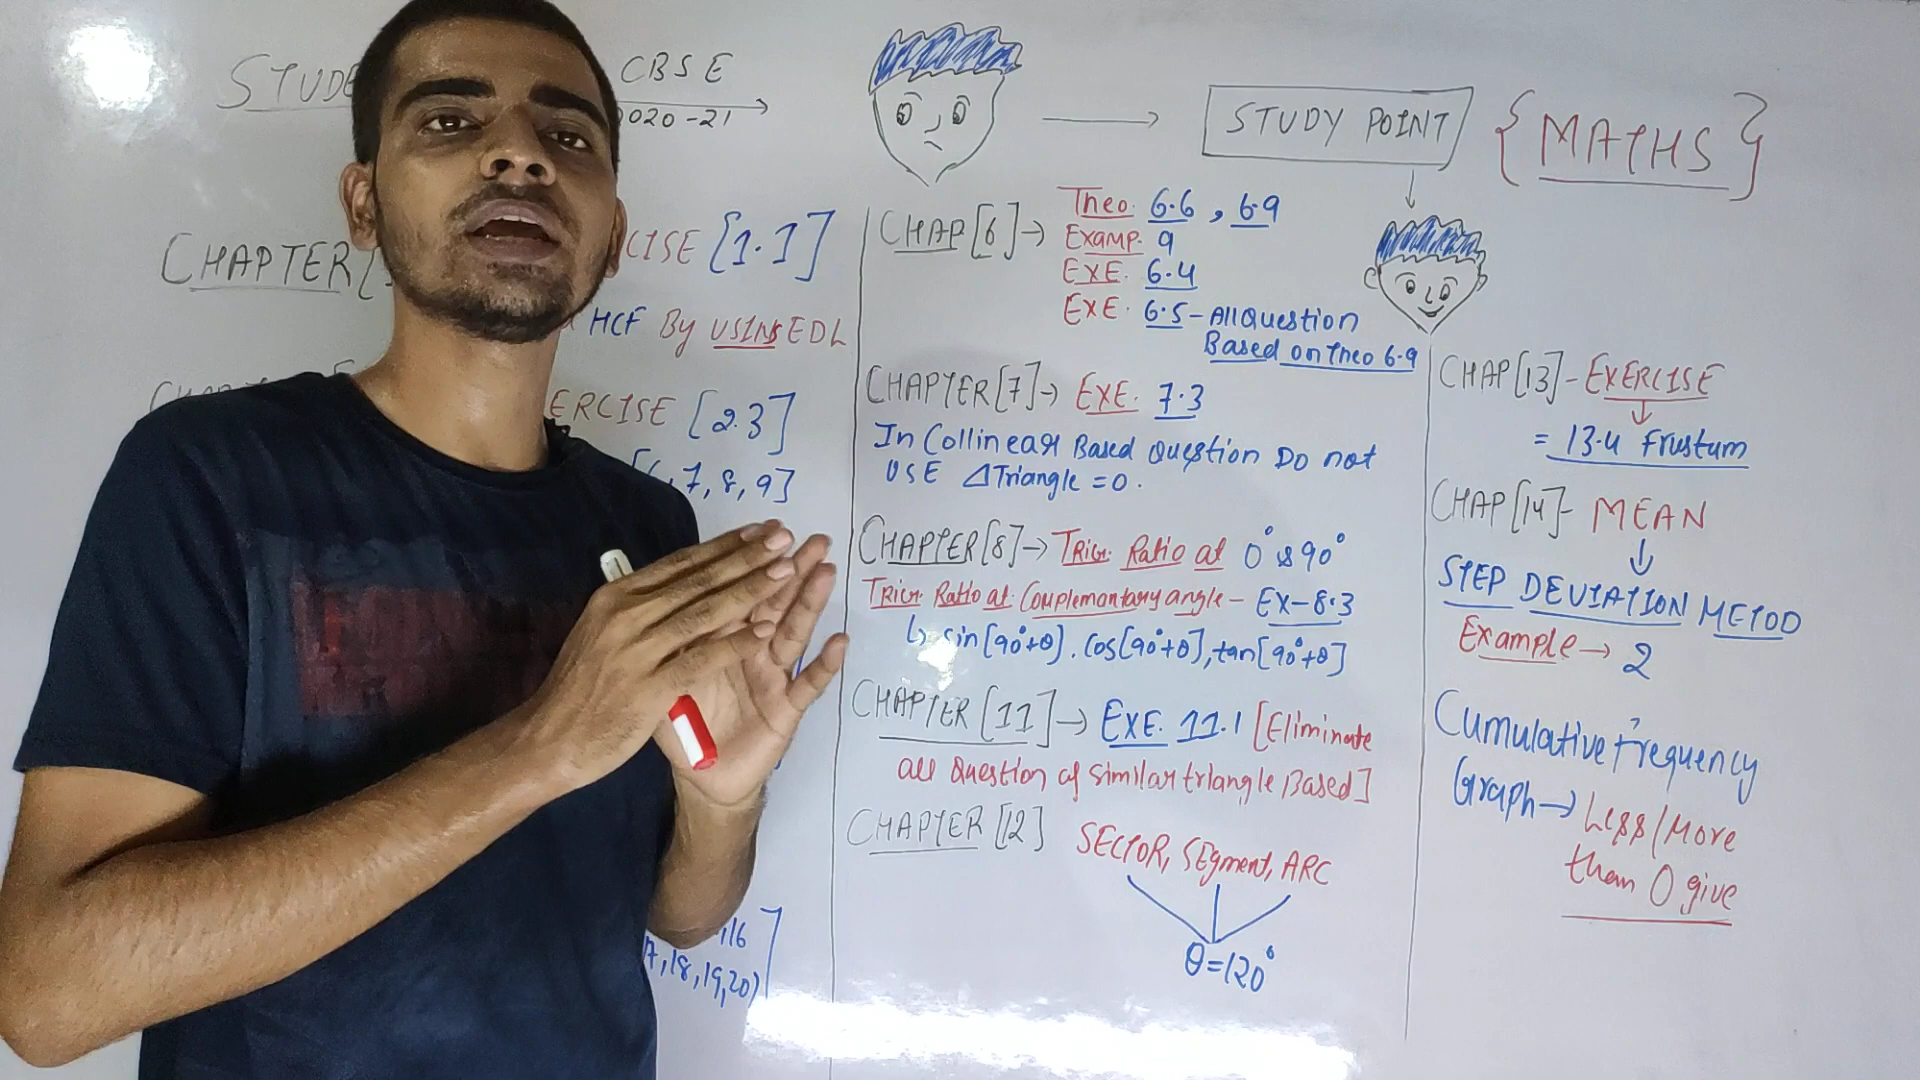 CBSE
2020-21
STUDY POINT { MATHS }
CHAPTER [
CISE [1.1]
HCF By USING EDL
ERCISE [2.3]
, 7, 8, 9]
,16
17, 18, 19, 20)
CHAP [6] → Theo. 6.6, 6.9
EXAMP. 9
EXE. 6.4
EXE. 6.5 - All Question
Based on Theo 6.9
CHAPTER [7] → EXE. 7.3
In Collinear Based Question Do not
USE ⊿Triangle = 0.
CHAPTER [8] → TRIG. Ratio at 0° & 90°
TRIG. Ratio at Complemantary angle - EX-8.3
↳ sin[90°+θ]. Cos[90°+θ], tan[90°+θ]
CHAPTER [11] → EXE. 11.1 [Eliminate
all Question of Similar triangle Based]
CHAPTER [12] SECTOR, SEgment, ARC
θ=120°
CHAP [13] - EXERCISE
= 13.4 Frustum
CHAP [14] - MEAN
STEP DEVIATION METOD
Example → 2
Cumulative Frequency
Graph → Less/More
than O give